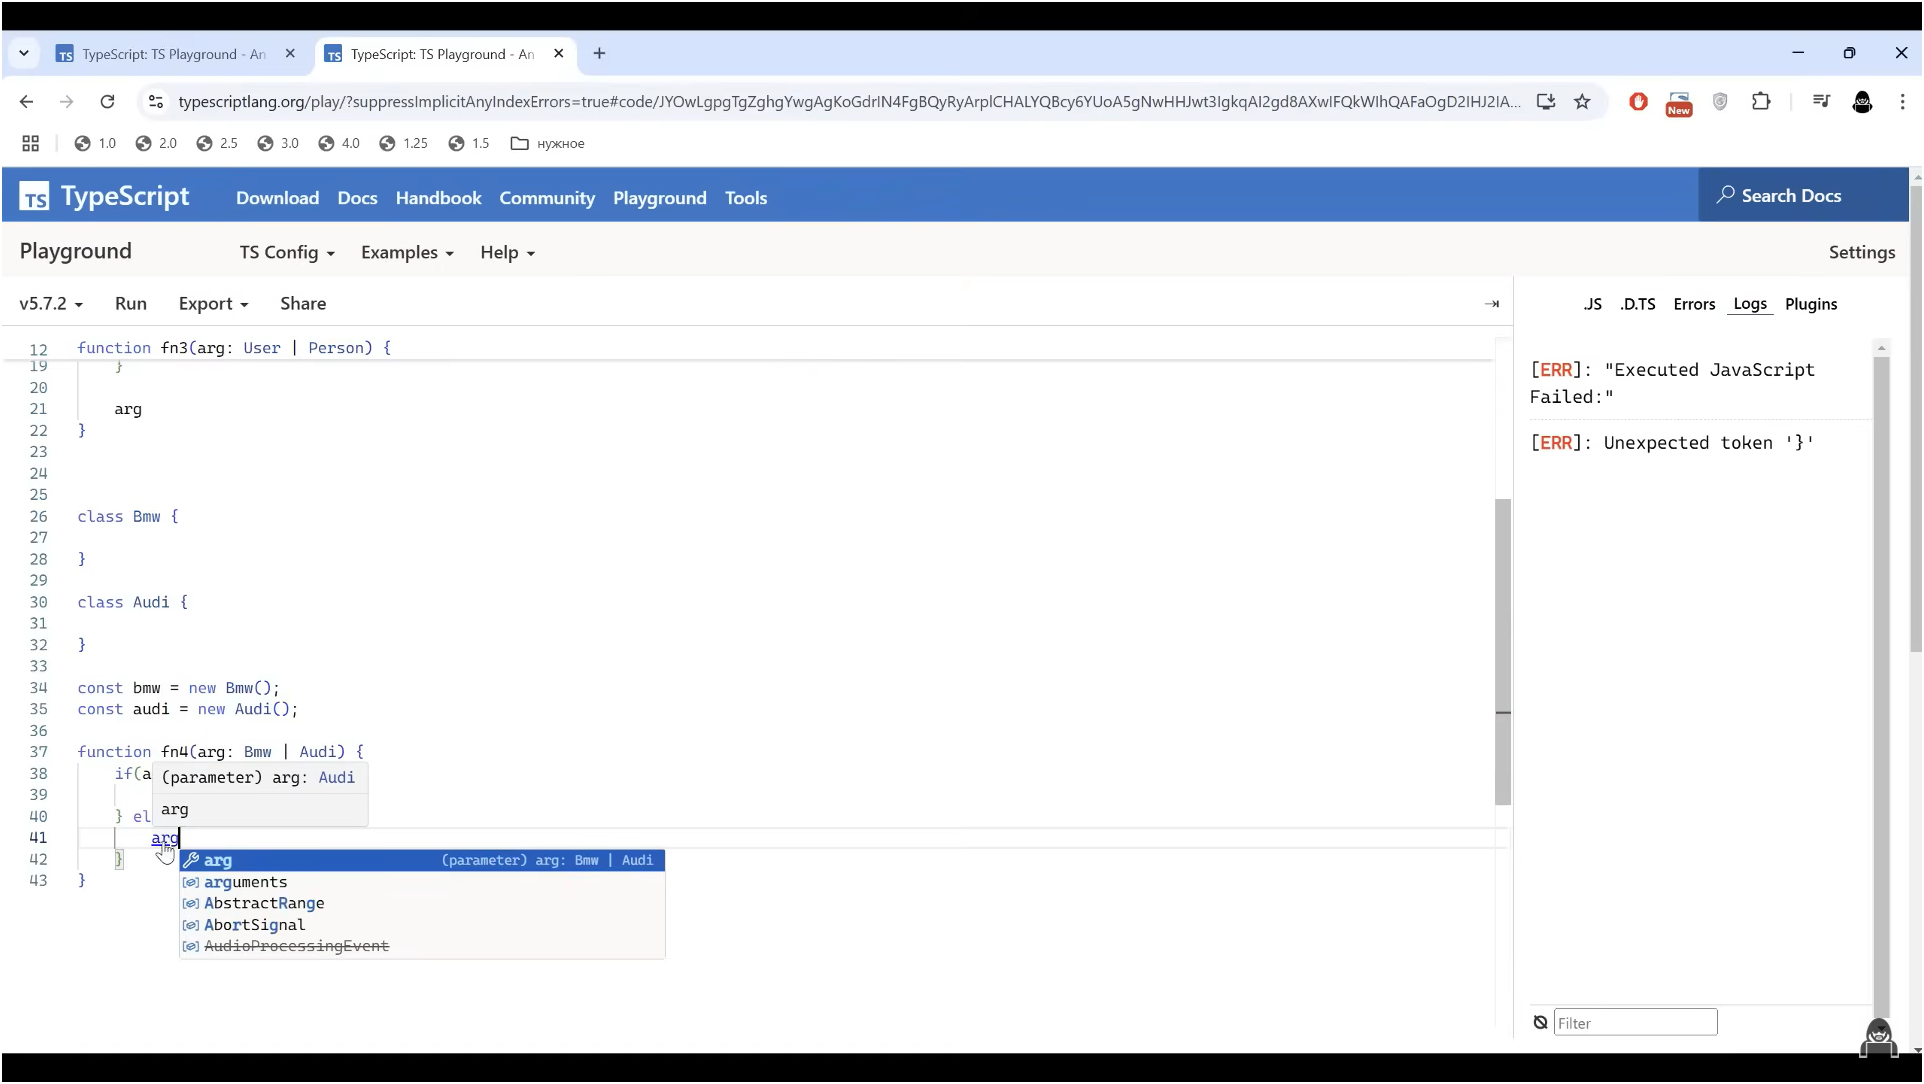 TypeScript: TS Playground - An
TypeScript: TS Playground - An
typescriptlang.org/play/?suppressImplicitAnyIndexErrors=true#code/
New
1.0 2.0 2.5 3.0 4.0 1.25 1.5 нужное
TS TypeScript Download Docs Handbook Community Playground Tools Search Docs
Playground TS Config Examples Help Settings
v5.7.2 Run Export Share
.JS .D.TS Errors Logs Plugins
12 function fn3(arg: User | Person) {
19 }
20
21 arg
22 }
23
24
25
26 class Bmw {
27
28 }
29
30 class Audi {
31
32 }
33
34 const bmw = new Bmw();
35 const audi = new Audi();
36
37 function fn4(arg: Bmw | Audi) {
38 if(a
(parameter) arg: Audi
39
arg
40 } el
41 arg
42 }
43 }
arg (parameter) arg: Bmw | Audi
arguments
AbstractRange
AbortSignal
AudioProcessingEvent
[ERR]: "Executed JavaScript
Failed:"
[ERR]: Unexpected token '}'
Filter